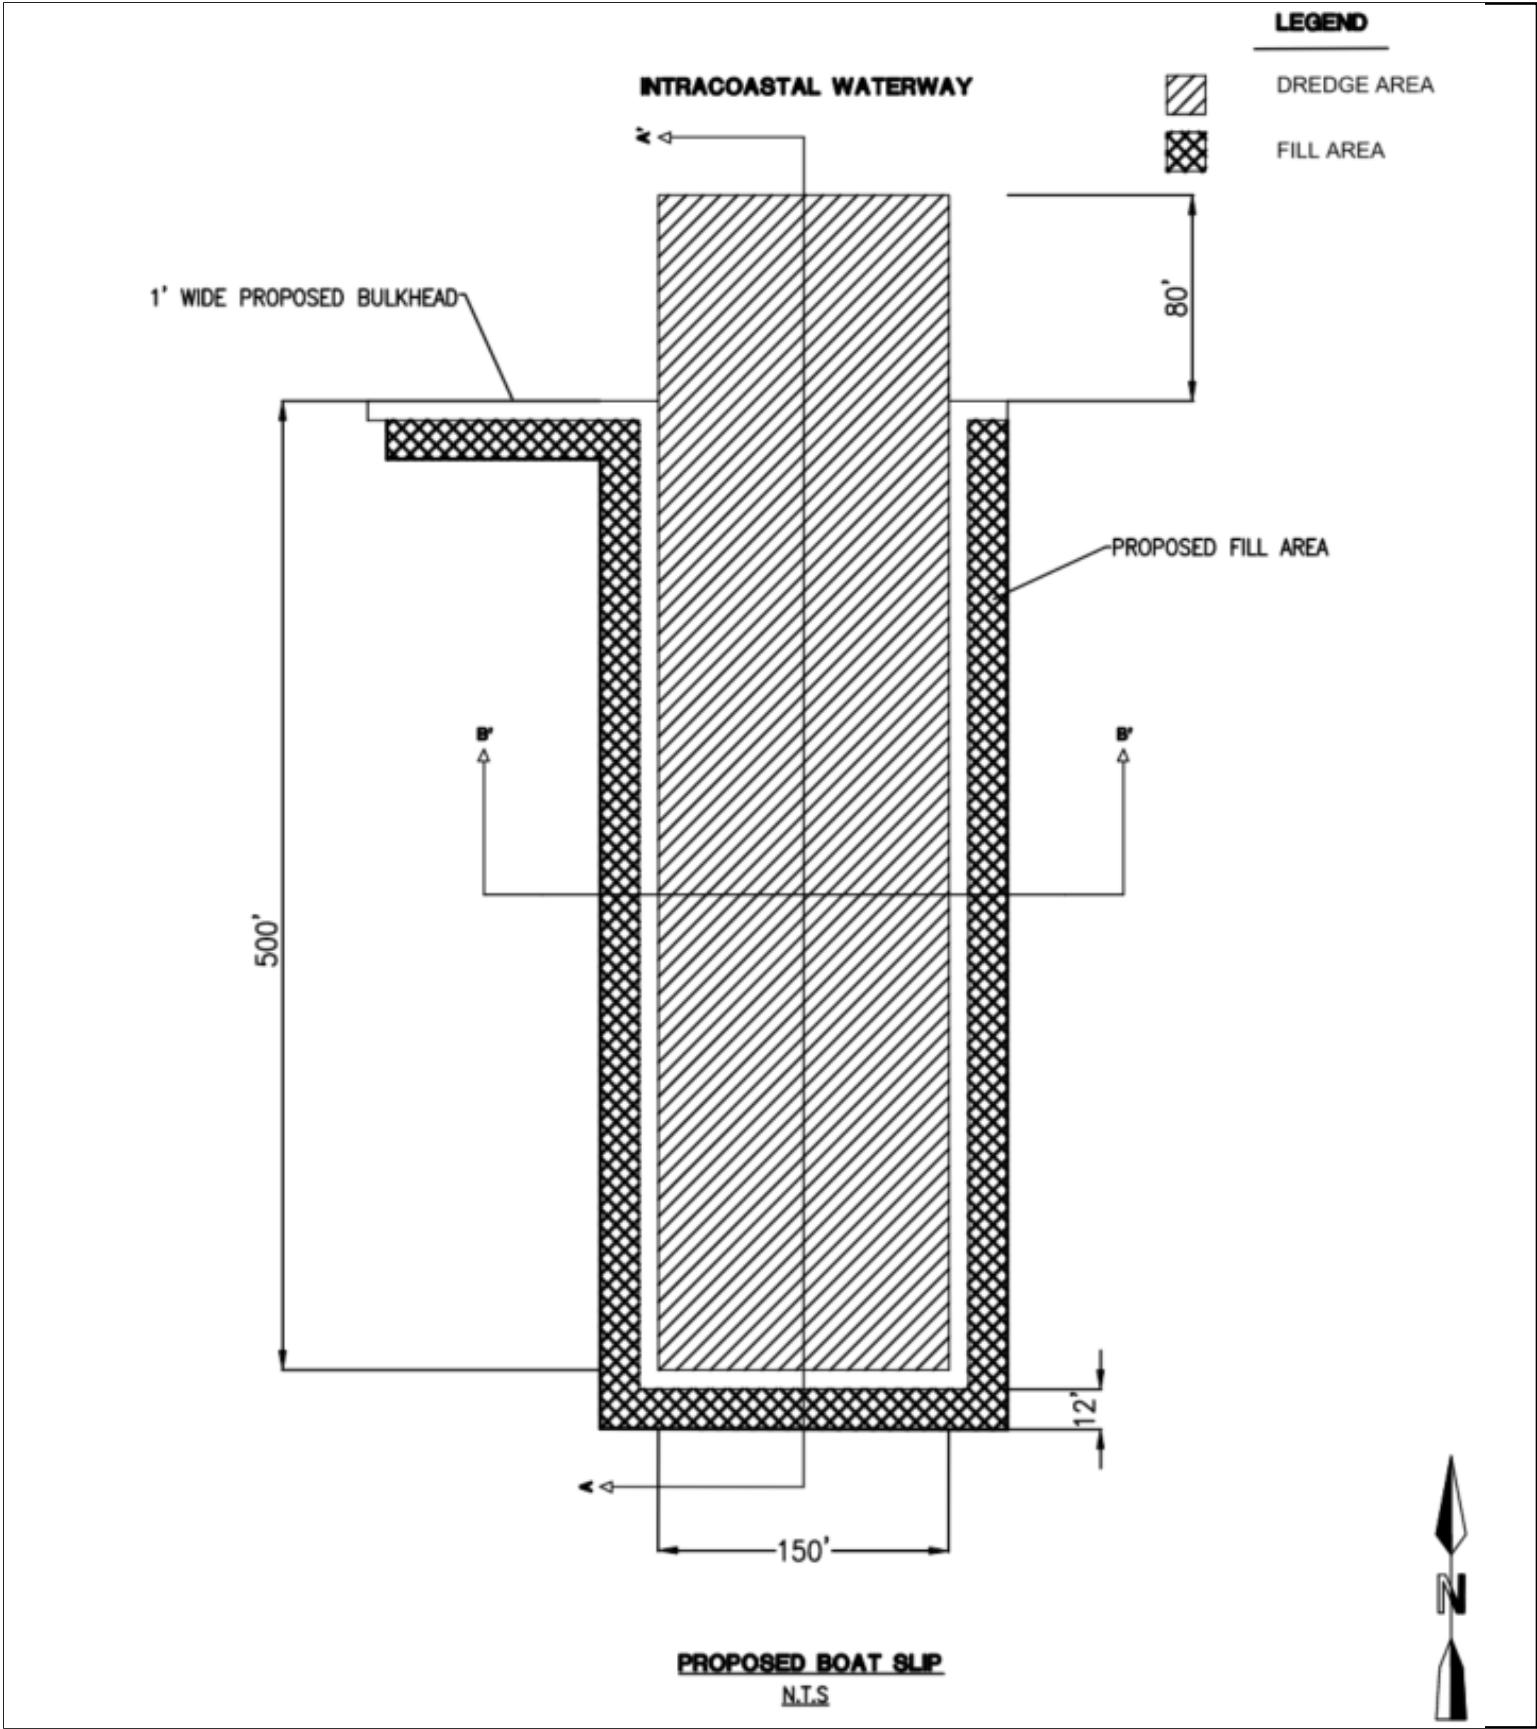 LEGEND
INTRACOASTAL WATERWAY
DREDGE AREA
A'
FILL AREA
1' WIDE PROPOSED BULKHEAD
80'
PROPOSED FILL AREA
B'
B'
500'
12'
A
150'
N
PROPOSED BOAT SLIP
N.T.S